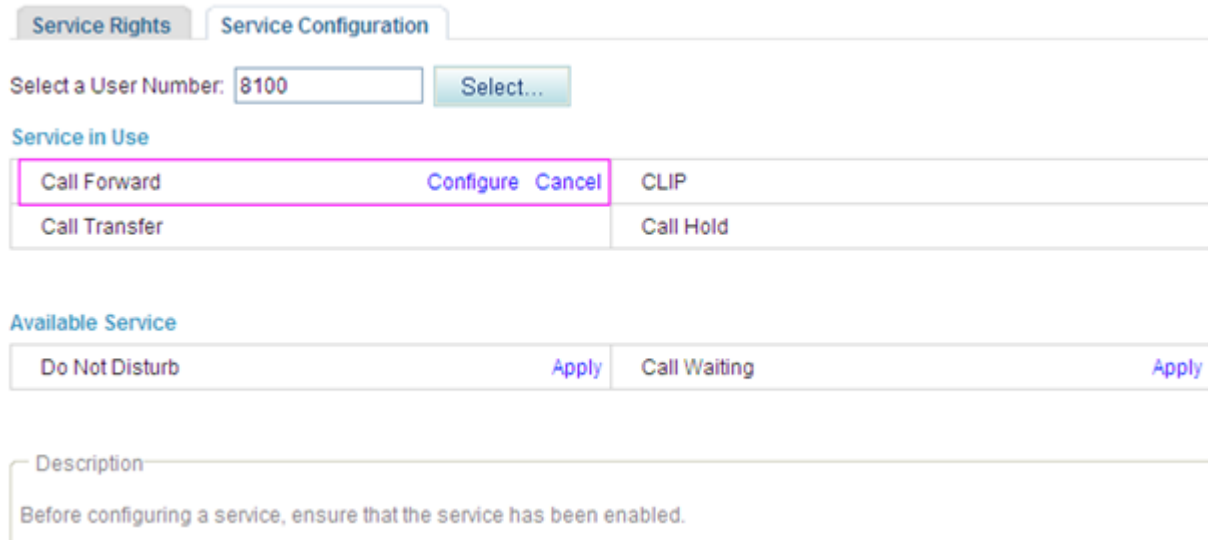 Service Rights Service Configuration
Select a User Number: 8100 Select...
Service in Use
Call Forward Configure Cancel CLIP
Call Transfer Call Hold
Available Service
Do Not Disturb Apply Call Waiting Apply
Description
Before configuring a service, ensure that the service has been enabled.